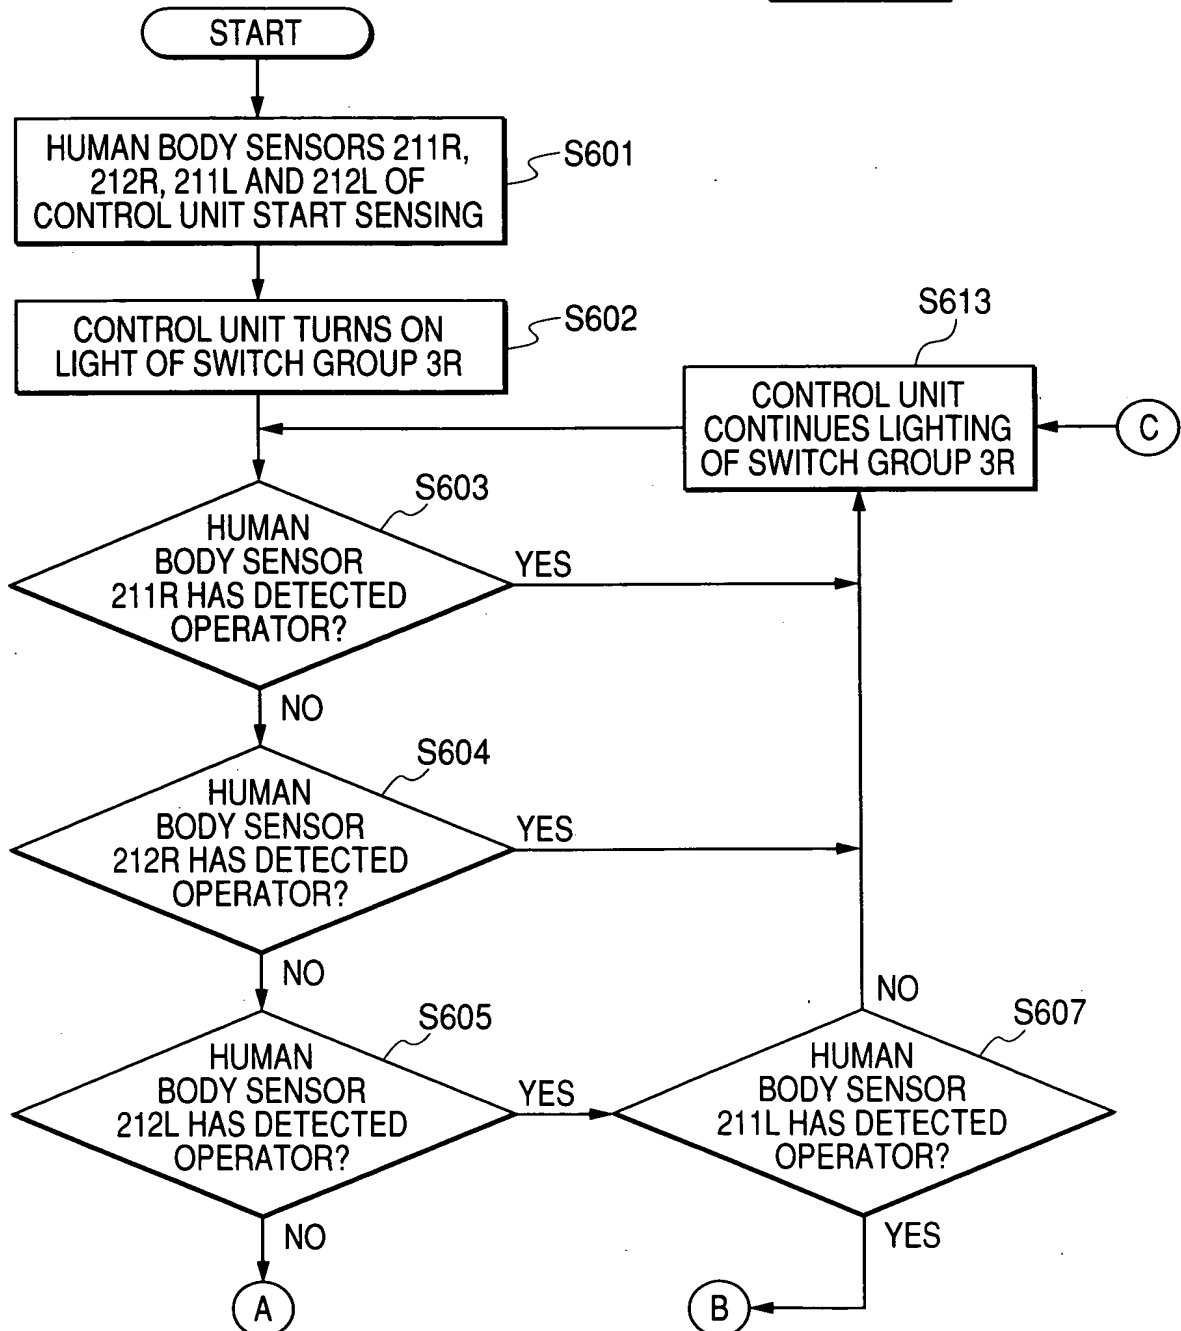 START
HUMAN BODY SENSORS 211R,
212R, 211L AND 212L OF
CONTROL UNIT START SENSING
S601
CONTROL UNIT TURNS ON
LIGHT OF SWITCH GROUP 3R
S602
S613
CONTROL UNIT
CONTINUES LIGHTING
OF SWITCH GROUP 3R
C
S603
HUMAN
BODY SENSOR
211R HAS DETECTED
OPERATOR?
YES
NO
S604
HUMAN
BODY SENSOR
212R HAS DETECTED
OPERATOR?
YES
NO
S605
HUMAN
BODY SENSOR
212L HAS DETECTED
OPERATOR?
YES
NO
S607
HUMAN
BODY SENSOR
211L HAS DETECTED
OPERATOR?
NO
YES
A
B